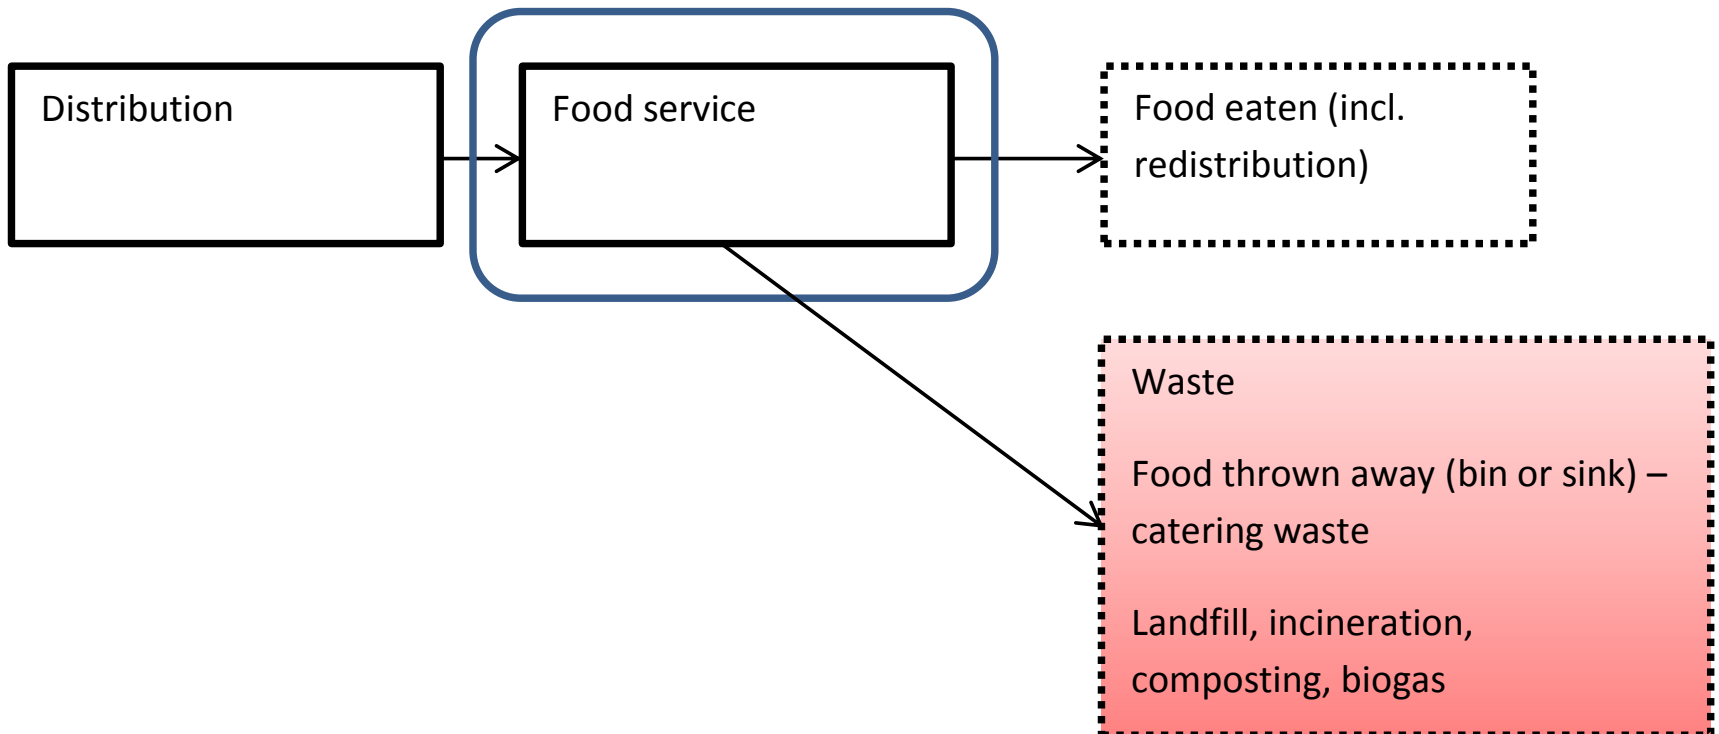 Distribution
Food service
Food eaten (incl.
redistribution)
Waste
Food thrown away (bin or sink) –
catering waste
Landfill, incineration,
composting, biogas